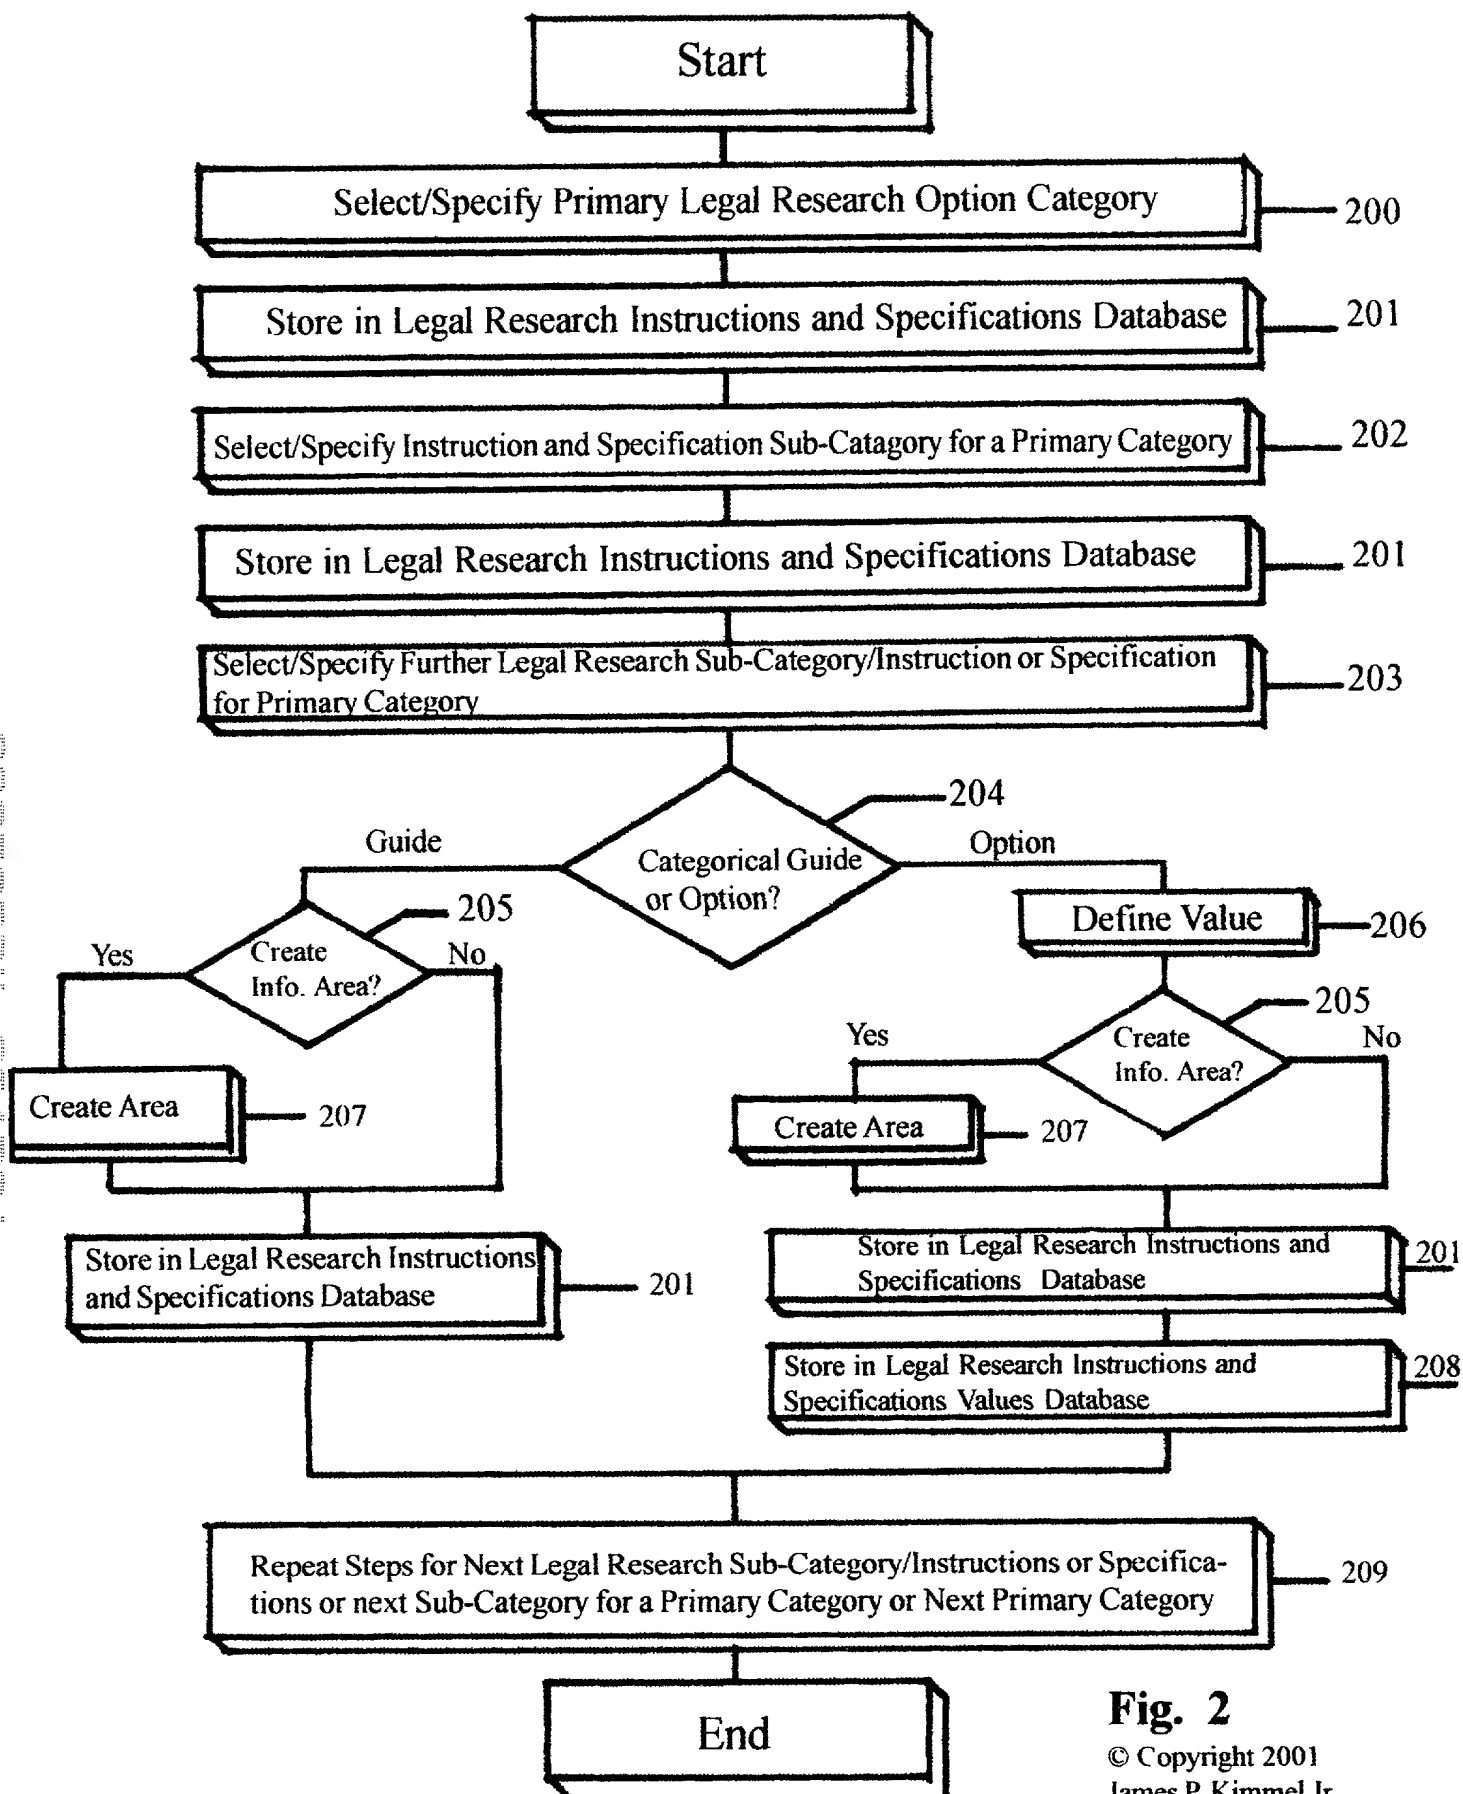 Start
Select/Specify Primary Legal Research Option Category
200
Store in Legal Research Instructions and Specifications Database
201
Select/Specify Instruction and Specification Sub-Catagory for a Primary Category
202
Store in Legal Research Instructions and Specifications Database
201
Select/Specify Further Legal Research Sub-Category/Instruction or Specification
for Primary Category
203
204
Guide
Categorical Guide
or Option?
Option
205
Create
Info. Area?
Yes
No
Define Value
206
205
Create
Info. Area?
Yes
No
Create Area
207
Create Area
207
Store in Legal Research Instructions
and Specifications Database
201
Store in Legal Research Instructions and
Specifications Database
201
Store in Legal Research Instructions and
Specifications Values Database
208
Repeat Steps for Next Legal Research Sub-Category/Instructions or Specifica-
tions or next Sub-Category for a Primary Category or Next Primary Category
209
End
Fig. 2
© Copyright 2001
James P. Kimmel Jr.